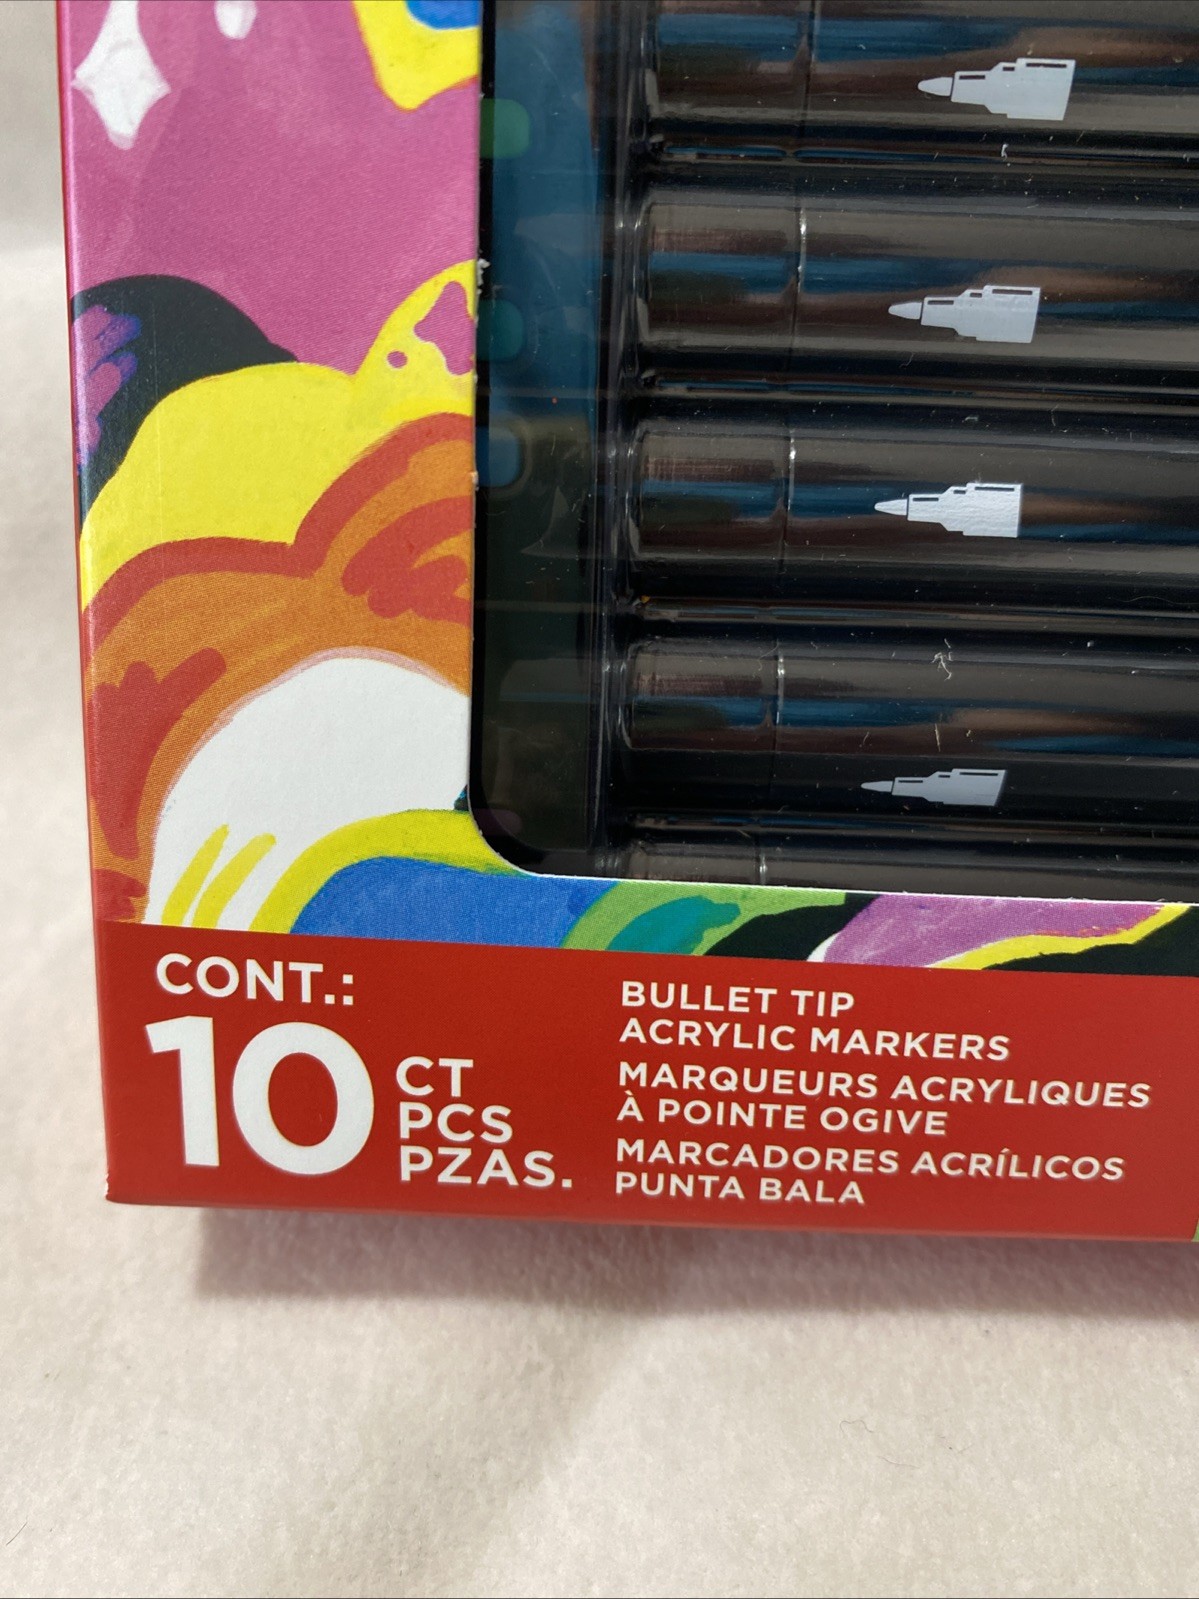 CONT.:
10
CT
PCS
PZAS.
BULLET TIP
ACRYLIC MARKERS
MARQUEURS ACRYLIQUES
À POINTE OGIVE
MARCADORES ACRÍLICOS
PUNTA BALA